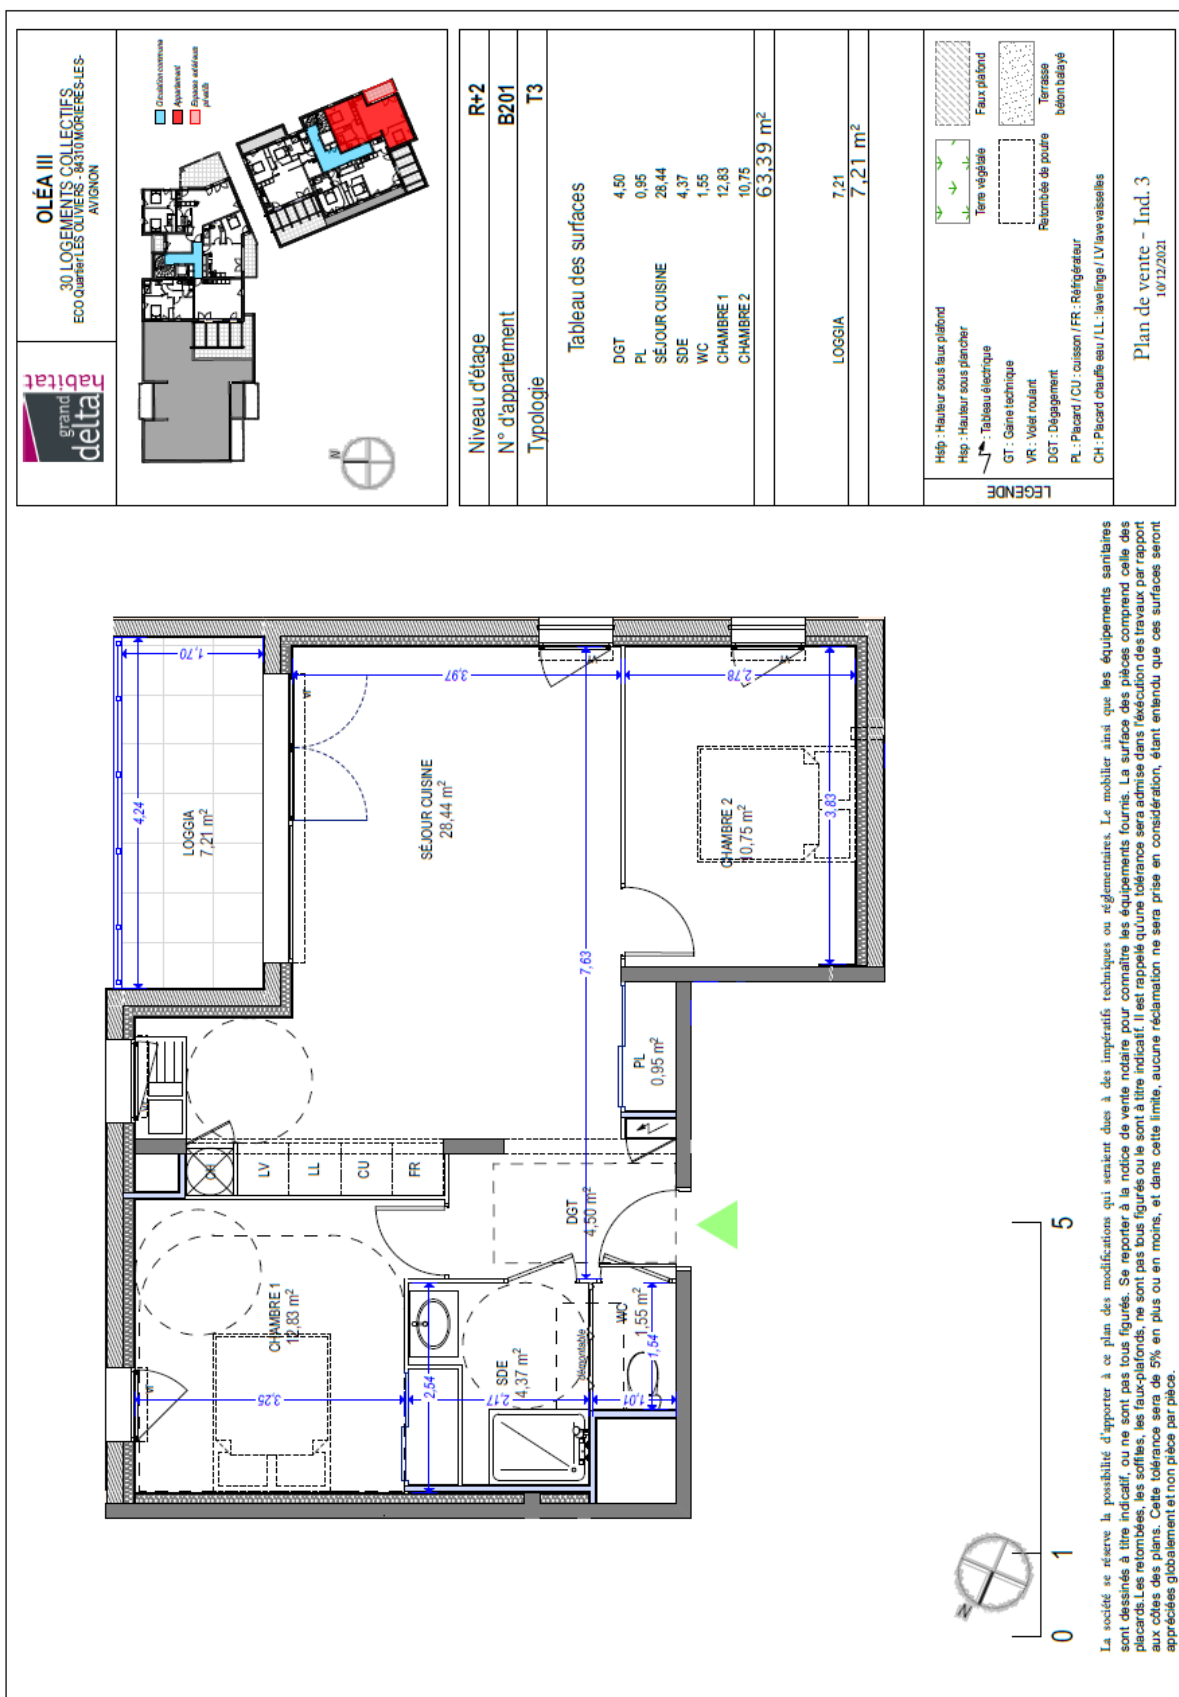 grand
delta
habitat
OLÉA III
30 LOGEMENTS COLLECTIFS
ECO Quartier LES OLIVIERS - 84310 MORIERES-LES-
AVIGNON
Circulation commune
Appartement
Espaces extérieurs
privatifs
N
Niveau d'étage R+2
N° d'appartement B201
Typologie T3
Tableau des surfaces
DGT 4,50
PL 0,95
SÉJOUR CUISINE 28,44
SDE 4,37
WC 1,55
CHAMBRE 1 12,83
CHAMBRE 2 10,75
63,39 m²
LOGGIA 7,21
7,21 m²
LEGENDE
Hsfp : Hauteur sous faux plafond
Hsp : Hauteur sous plancher
: Tableau électrique
GT : Gaine technique
VR : Volet roulant
DGT : Dégagement
PL : Placard / CU : cuisson / FR : Réfrigérateur
CH : Placard chauffe eau / LL : lave linge / LV lave vaisselles
Terre végétale
Faux plafond
Retombée de poutre
Terrasse
béton balayé
Plan de vente - Ind. 3
10/12/2021
LOGGIA
7,21 m²
4,24
1,70
SÉJOUR CUISINE
28,44 m²
3,97
7,63
CHAMBRE 2
10,75 m²
2,78
3,83
PL
0,95 m²
CH
LV
LL
CU
FR
DGT
4,50 m²
CHAMBRE 1
12,83 m²
3,25
SDE
4,37 m²
2,54
2,17
démontable
WC
1,55 m²
1,54
1,01
N
0 1 5
La société se réserve la possibilité d'apporter à ce plan des modifications qui seraient dues à des impératifs techniques ou réglementaires. Le mobilier ainsi que les équipements sanitaires
sont dessinés à titre indicatif, ou ne sont pas tous figurés. Se reporter à la notice de vente notaire pour connaître les équipements fournis. La surface des pièces comprend celle des
placards.Les retombées, les soffites, les faux-plafonds, ne sont pas tous figurés ou le sont à titre indicatif. Il est rappelé qu'une tolérance sera admise dans l'éxécution des travaux par rapport
aux côtes des plans. Cette tolérance sera de 5% en plus ou en moins, et dans cette limite, aucune réclamation ne sera prise en considération, étant entendu que ces surfaces seront
appréciées globalement et non pièce par pièce.